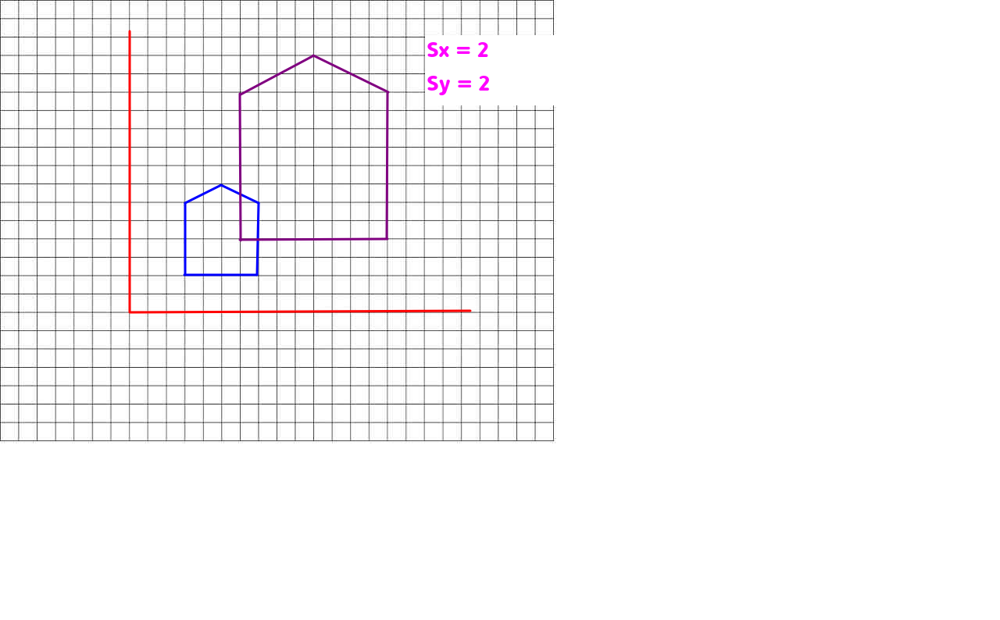 Sx = 2
Sy = 2